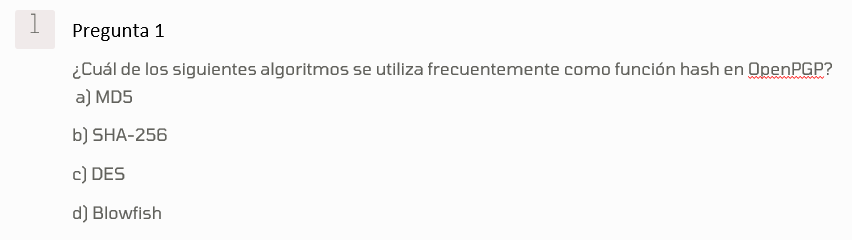 1
Pregunta 1
¿Cuál de los siguientes algoritmos se utiliza frecuentemente como función hash en OpenPGP?
a) MD5
b) SHA-256
c) DES
d) Blowfish